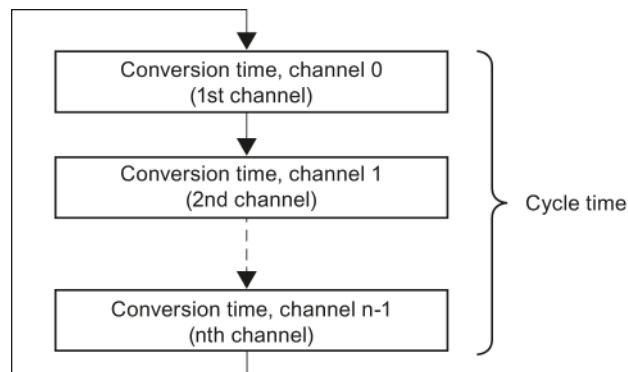 Conversion time, channel 0
(1st channel)
Conversion time, channel 1
(2nd channel)
Cycle time
Conversion time, channel n-1
(nth channel)